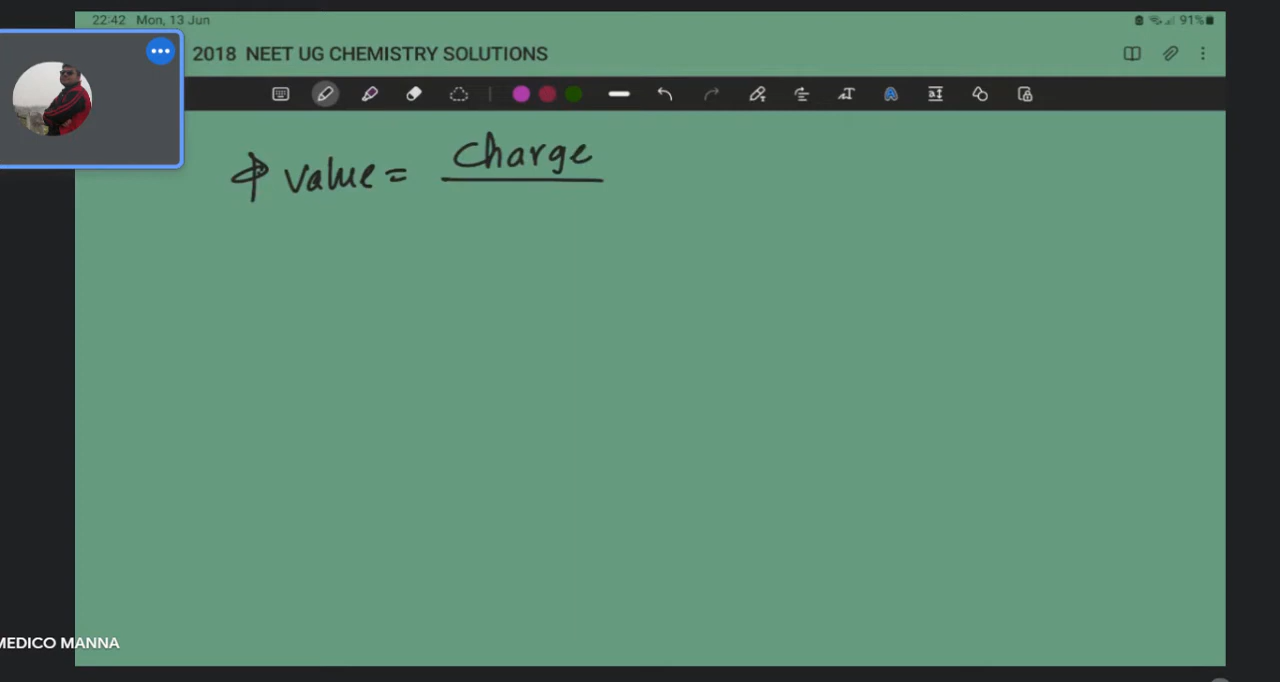 22:42 Mon, 13 Jun
91%
2018 NEET UG CHEMISTRY SOLUTIONS
ϕ value = Charge
MEDICO MANNA